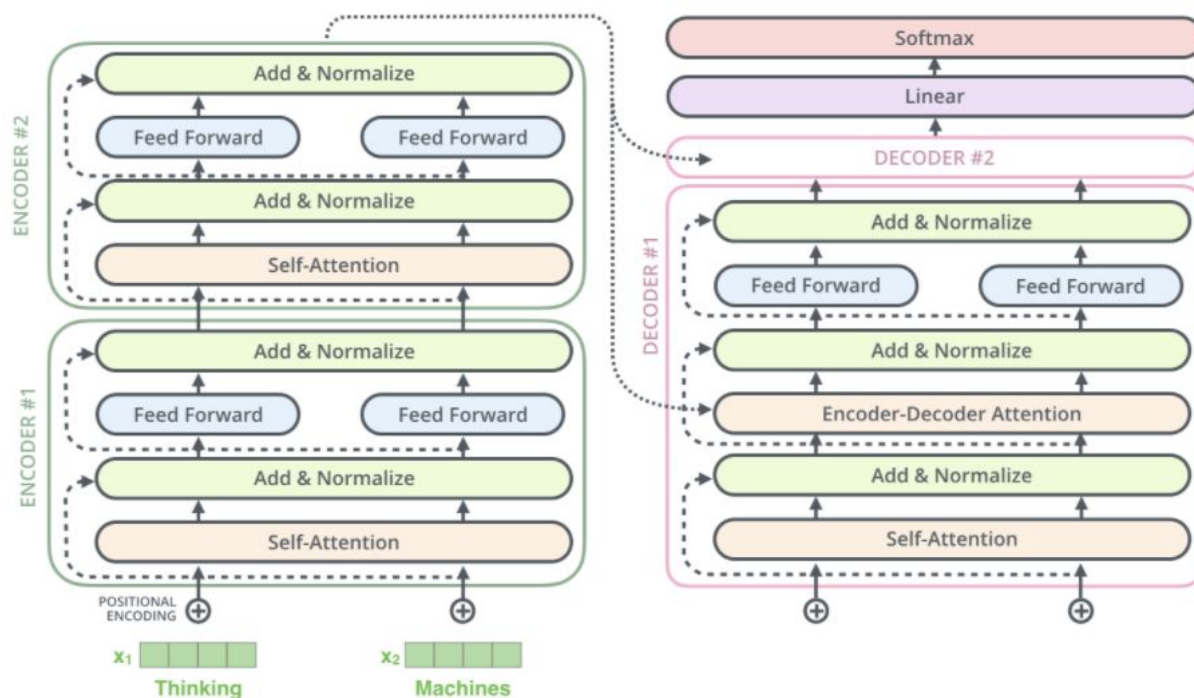 ENCODER #2
Add & Normalize
Feed Forward
Feed Forward
Add & Normalize
Self-Attention
ENCODER #1
Add & Normalize
Feed Forward
Feed Forward
Add & Normalize
Self-Attention
POSITIONAL
ENCODING
x1
x2
Thinking
Machines
Softmax
Linear
DECODER #2
DECODER #1
Add & Normalize
Feed Forward
Feed Forward
Add & Normalize
Encoder-Decoder Attention
Add & Normalize
Self-Attention